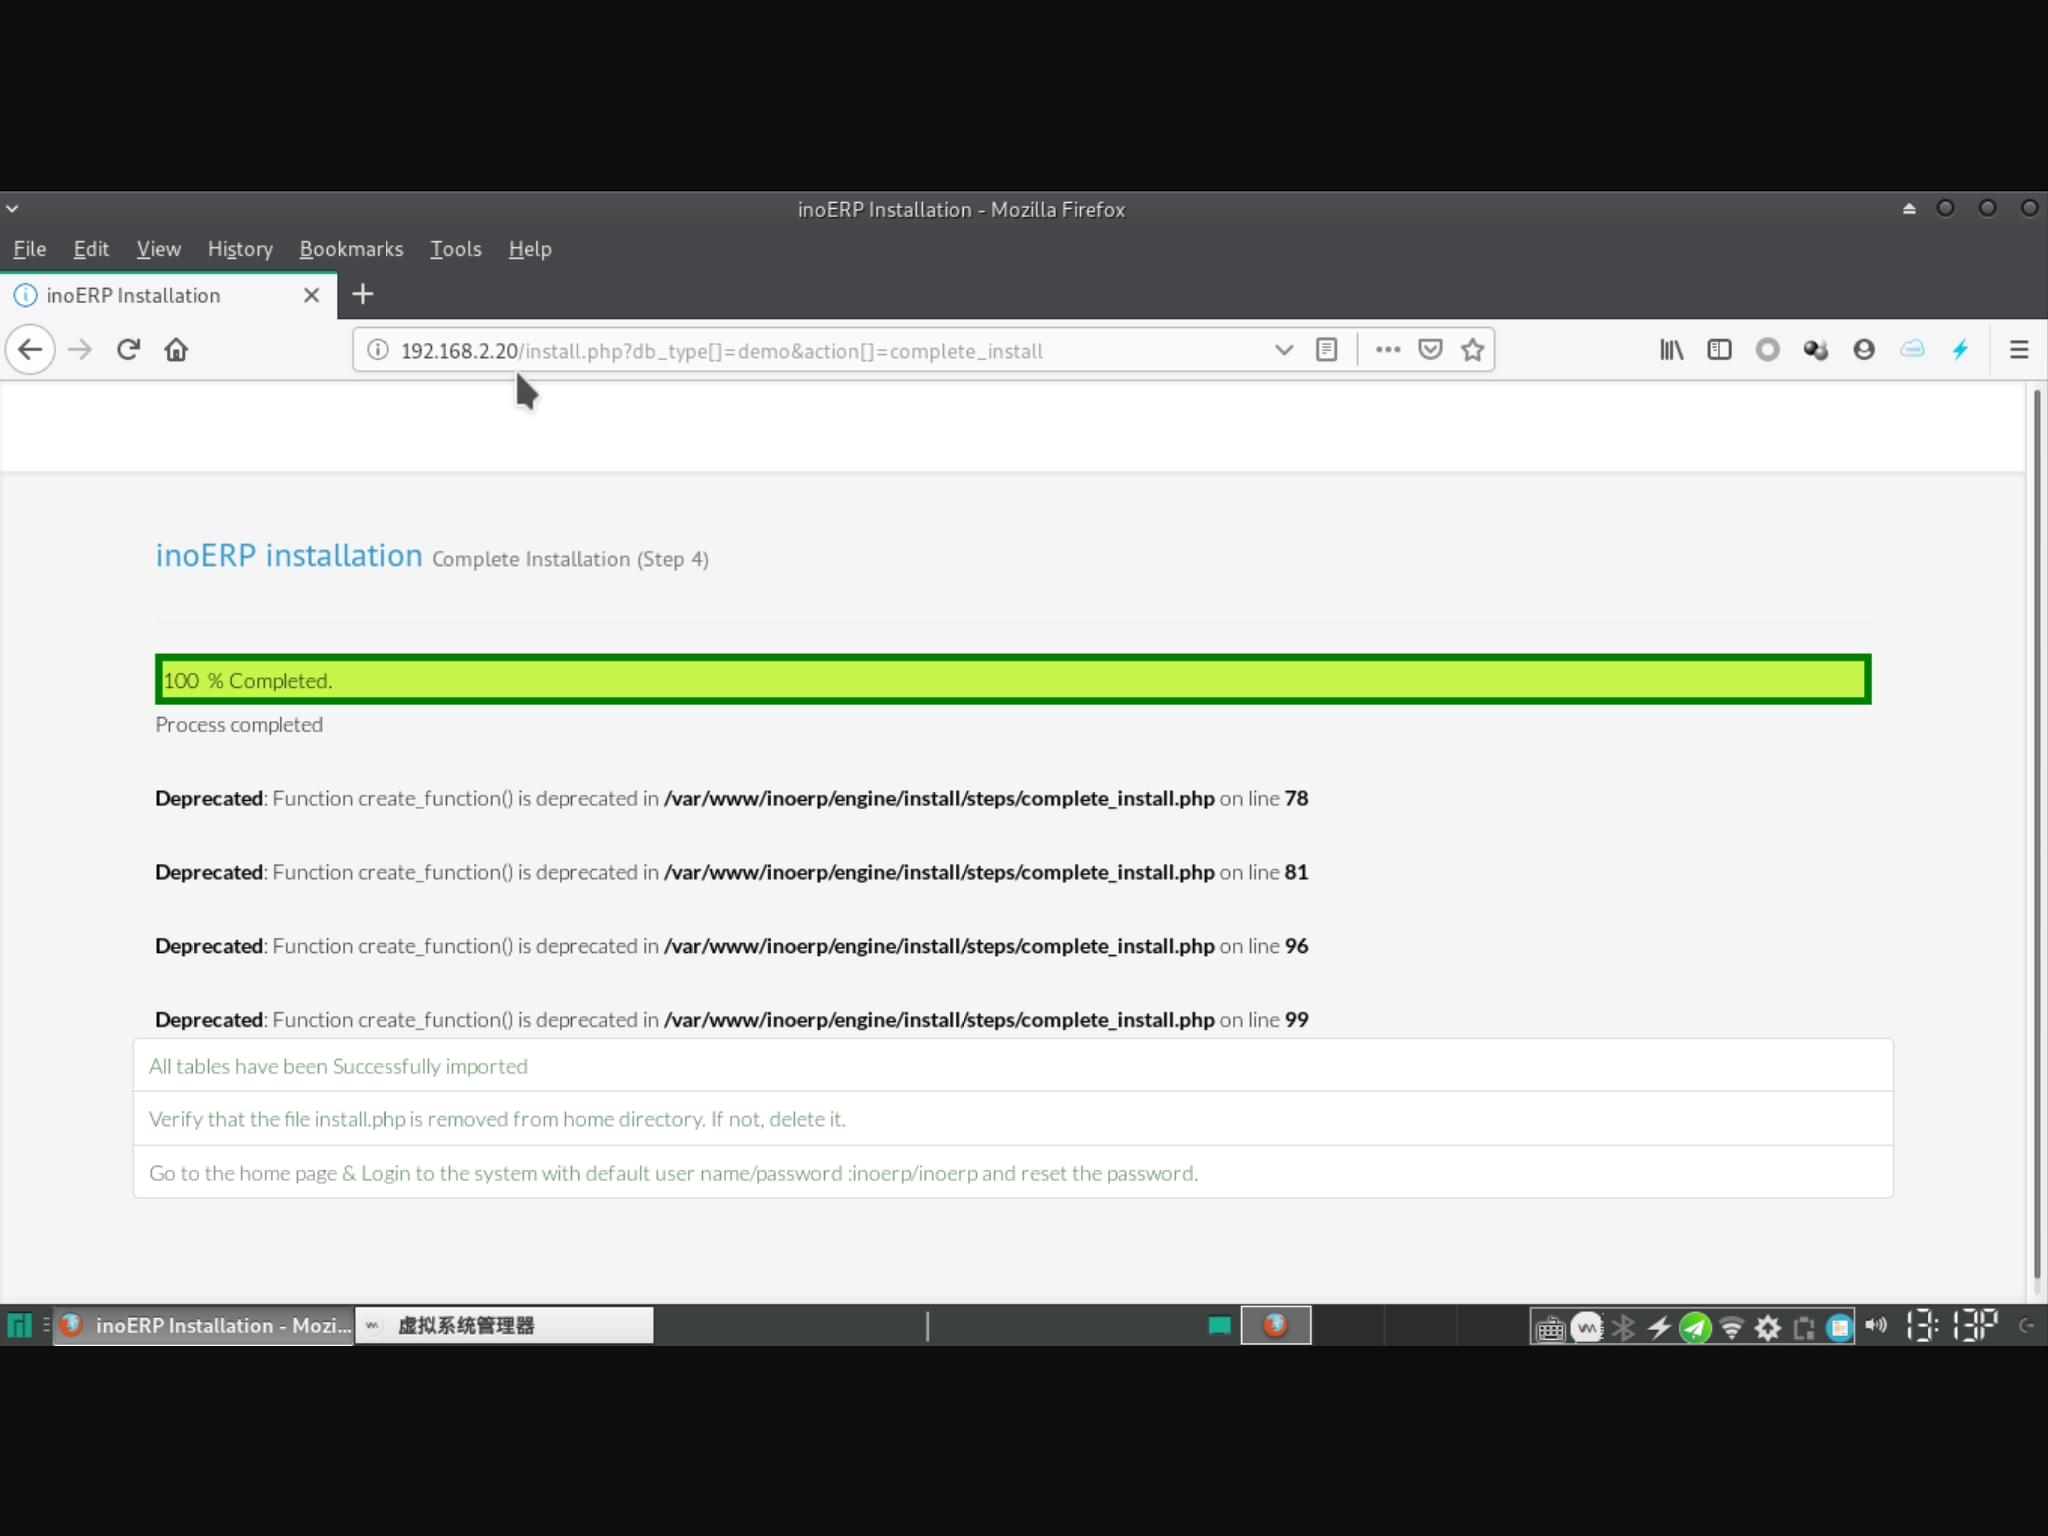 inoERP Installation - Mozilla Firefox
File Edit View History Bookmarks Tools Help
inoERP Installation
192.168.2.20/install.php?db_type[]=demo&action[]=complete_install
inoERP installation Complete Installation (Step 4)
100 % Completed.
Process completed
Deprecated: Function create_function() is deprecated in /var/www/inoerp/engine/install/steps/complete_install.php on line 78
Deprecated: Function create_function() is deprecated in /var/www/inoerp/engine/install/steps/complete_install.php on line 81
Deprecated: Function create_function() is deprecated in /var/www/inoerp/engine/install/steps/complete_install.php on line 96
Deprecated: Function create_function() is deprecated in /var/www/inoerp/engine/install/steps/complete_install.php on line 99
All tables have been Successfully imported
Verify that the file install.php is removed from home directory. If not, delete it.
Go to the home page & Login to the system with default user name/password :inoerp/inoerp and reset the password.
inoERP Installation - Mozi... 虚拟系统管理器 13:13P